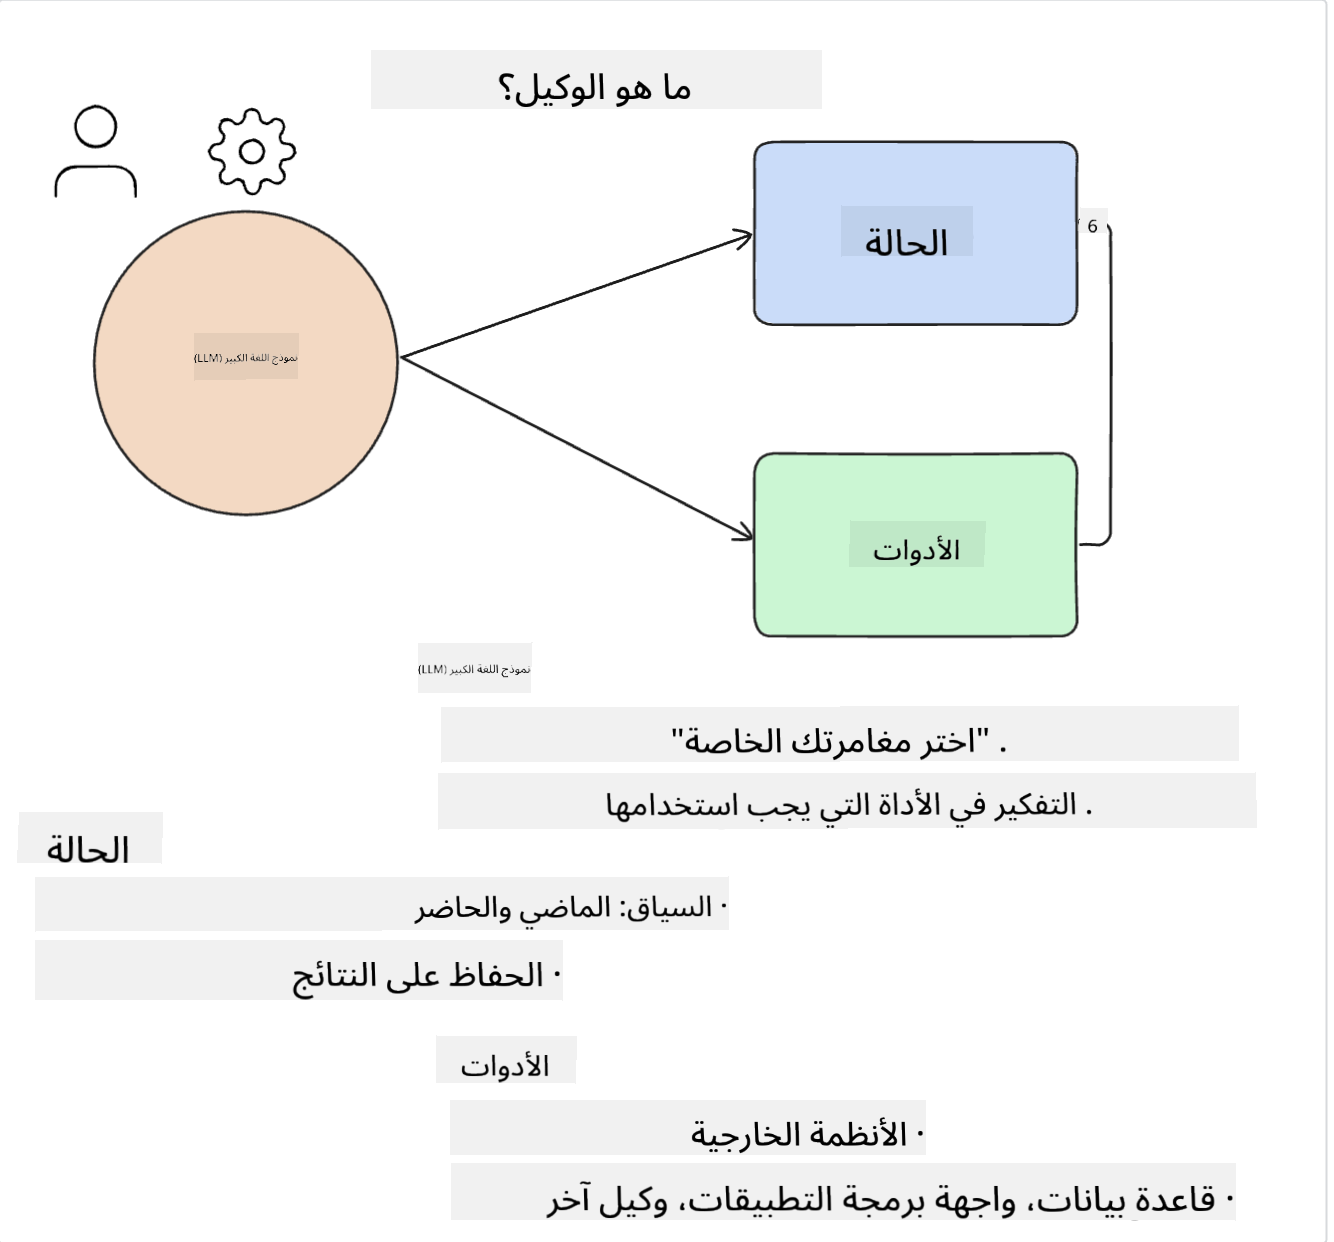 ما هو الوكيل؟
الحالة
6
نموذج اللغة الكبير (LLM)
الأدوات
نموذج اللغة الكبير (LLM)
. "اختر مغامرتك الخاصة"
. التفكير في الأداة التي يجب استخدامها
الحالة
· السياق: الماضي والحاضر
· الحفاظ على النتائج
الأدوات
· الأنظمة الخارجية
· قاعدة بيانات، واجهة برمجة التطبيقات، وكيل آخر